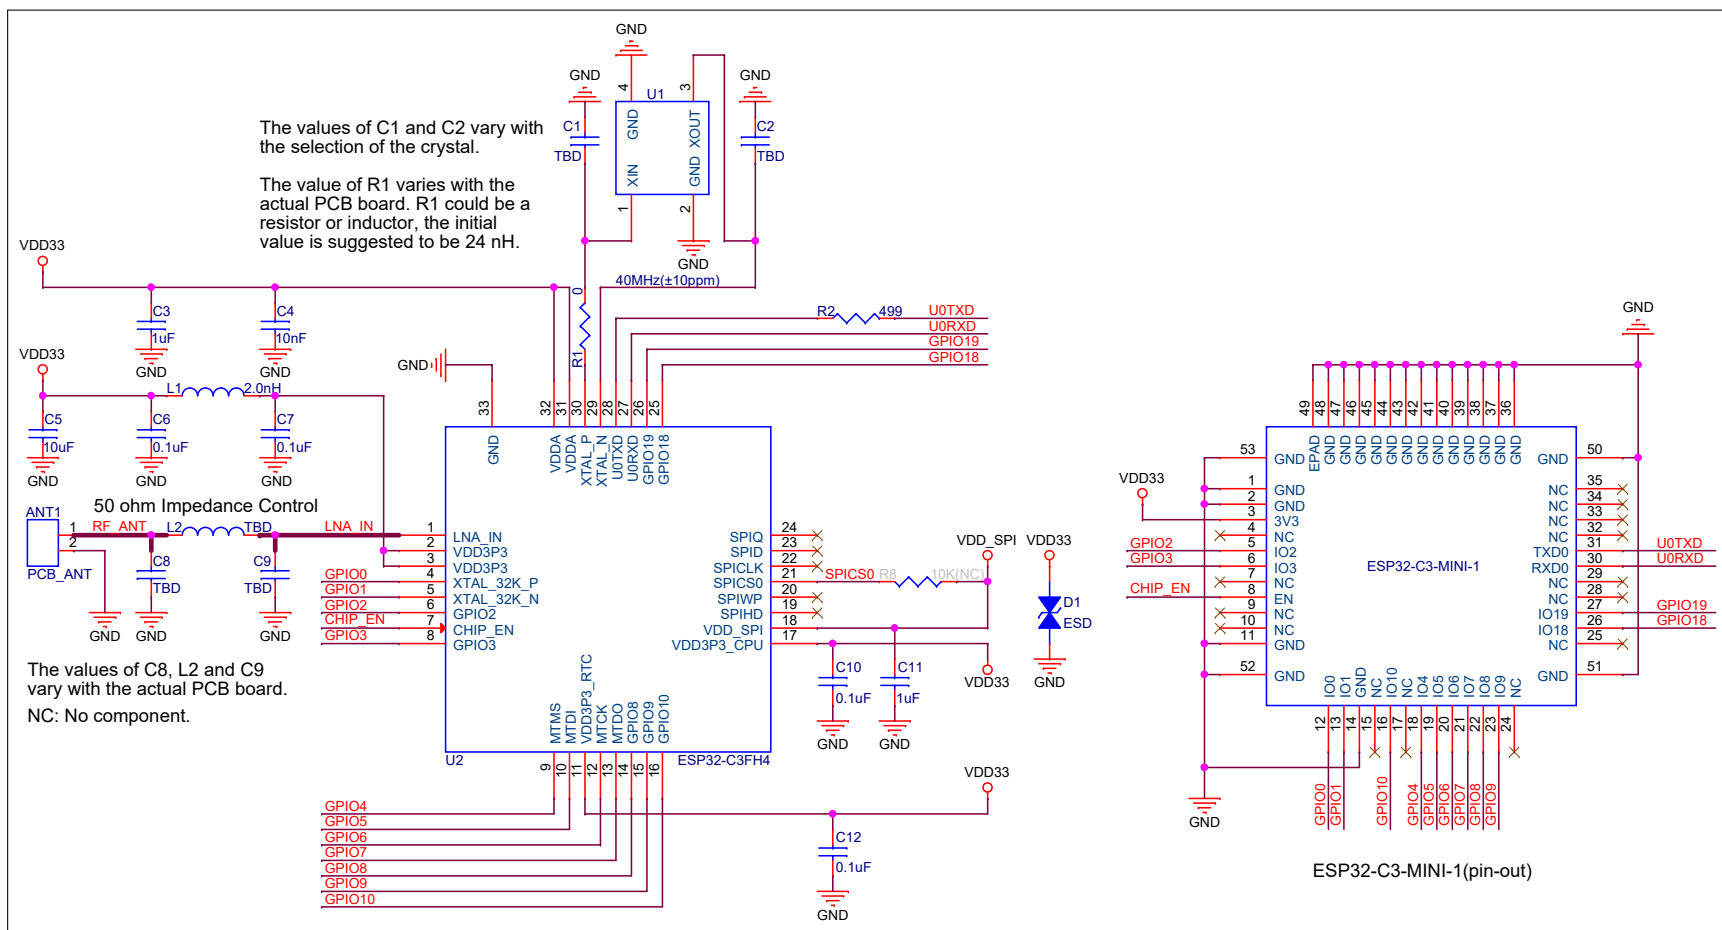 GND
GND
4
3
GND
U1
C1
GND
XOUT
C2
TBD
TBD
XIN
GND
1
2
GND
The values of C1 and C2 vary with
the selection of the crystal.
The value of R1 varies with the
actual PCB board. R1 could be a
resistor or inductor, the initial
value is suggested to be 24 nH.
VDD33
40MHz(±10ppm)
0
R1
C3
1uF
GND
C4
10nF
GND
R2
499
U0TXD
U0RXD
GPIO19
GPIO18
VDD33
L1
2.0nH
GND
C5
10uF
GND
C6
0.1uF
GND
C7
0.1uF
GND
33
32
31
30
29
28
27
26
25
GND
VDDA
VDDA
XTAL_P
XTAL_N
U0TXD
U0RXD
GPIO19
GPIO18
50 ohm Impedance Control
ANT1
1
2
RF_ANT
L2
TBD
LNA_IN
PCB_ANT
C8
TBD
C9
TBD
GND
GND
GND
GPIO0
GPIO1
GPIO2
CHIP_EN
GPIO3
1
2
3
4
5
6
7
8
LNA_IN
VDD3P3
VDD3P3
XTAL_32K_P
XTAL_32K_N
GPIO2
CHIP_EN
GPIO3
SPIQ
SPID
SPICLK
SPICS0
SPIWP
SPIHD
VDD_SPI
VDD3P3_CPU
24
23
22
21
20
19
18
17
SPICS0
R8
10K(NC)
VDD_SPI
VDD33
D1
ESD
GND
C10
0.1uF
GND
C11
1uF
GND
VDD33
The values of C8, L2 and C9
vary with the actual PCB board.
NC: No component.
MTMS
MTDI
VDD3P3_RTC
MTCK
MTDO
GPIO8
GPIO9
GPIO10
U2
ESP32-C3FH4
9
10
11
12
13
14
15
16
GPIO4
GPIO5
GPIO6
GPIO7
GPIO8
GPIO9
GPIO10
VDD33
C12
0.1uF
GND
GND
49
48
47
46
45
44
43
42
41
40
39
38
37
36
EPAD
GND
GND
GND
GND
GND
GND
GND
GND
GND
GND
GND
GND
GND
VDD33
GPIO2
GPIO3
CHIP_EN
53
1
2
3
4
5
6
7
8
9
10
11
52
GND
GND
GND
3V3
NC
IO2
IO3
NC
EN
NC
NC
GND
GND
ESP32-C3-MINI-1
GND
NC
NC
NC
NC
TXD0
RXD0
NC
NC
IO19
IO18
NC
GND
50
35
34
33
32
31
30
29
28
27
26
25
51
U0TXD
U0RXD
GPIO19
GPIO18
IO0
IO1
GND
NC
IO10
NC
IO4
IO5
IO6
IO7
IO8
IO9
NC
12
13
14
15
16
17
18
19
20
21
22
23
24
GPIO0
GPIO1
GPIO10
GPIO4
GPIO5
GPIO6
GPIO7
GPIO8
GPIO9
GND
ESP32-C3-MINI-1(pin-out)